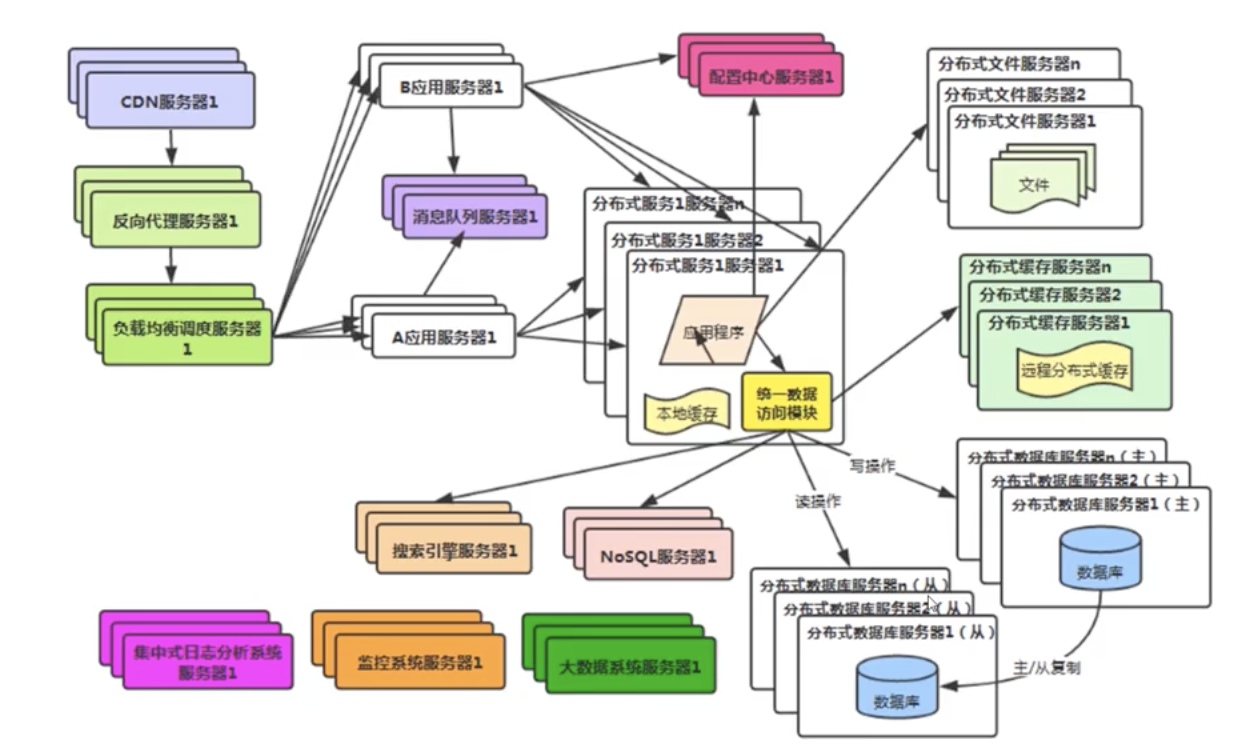 CDN服务器1
反向代理服务器1
负载均衡调度服务器
1
B应用服务器1
消息队列服务器1
A应用服务器1
配置中心服务器1
分布式服务1服务器n
分布式服务1服务器2
分布式服务1服务器1
应用程序
本地缓存
统一数据
访问模块
分布式文件服务器n
分布式文件服务器2
分布式文件服务器1
文件
分布式缓存服务器n
分布式缓存服务器2
分布式缓存服务器1
远程分布式缓存
写操作
读操作
分布式数据库服务器n（主）
分布式数据库服务器2（主）
分布式数据库服务器1（主）
数据库
搜索引擎服务器1
NoSQL服务器1
分布式数据库服务器n（从）
分布式数据库服务器2（从）
分布式数据库服务器1（从）
数据库
主/从复制
集中式日志分析系统
服务器1
监控系统服务器1
大数据系统服务器1